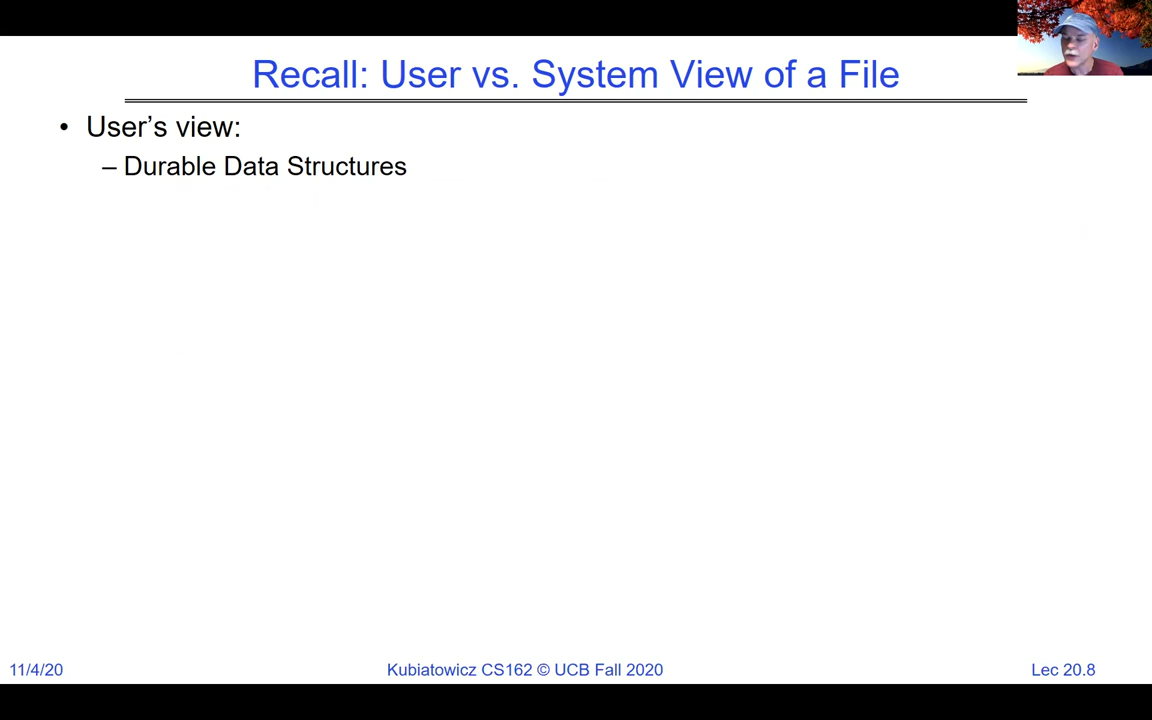 Recall: User vs. System View of a File
• User's view:
– Durable Data Structures
11/4/20
Kubiatowicz CS162 © UCB Fall 2020
Lec 20.8